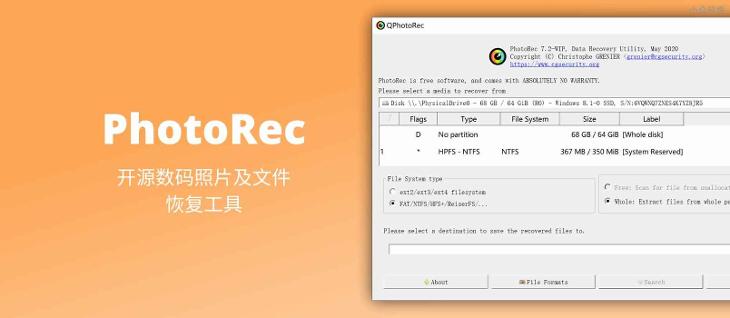 PhotoRec
开源数码照片及文件
恢复工具
QPhotoRec
PhotoRec 7.2-WIP, Data Recovery Utility, May 2020
Copyright (C) Christophe GRENIER <grenier@cgsecurity.org>
https://www.cgsecurity.org
PhotoRec is free software, and comes with ABSOLUTELY NO WARRANTY.
Please select a media to recover from
Flags Type File System Size Label
D No partition 68 GB / 64 GiB [Whole disk]
1 * HPFS - NTFS NTFS 367 MB / 350 MiB [System Reserved]
File System type
ext2/ext3/ext4 filesystem
Free: Scan for file from
FAT/NTFS/HFS+/ReiserFS/...
Whole: Extract files from whole
Please select a destination to save the recovered files to.
About File Formats Search